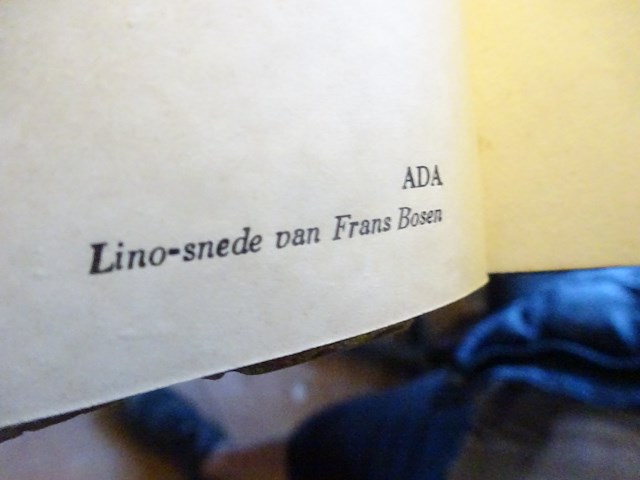 ADA
Lino-snede van Frans Bosen